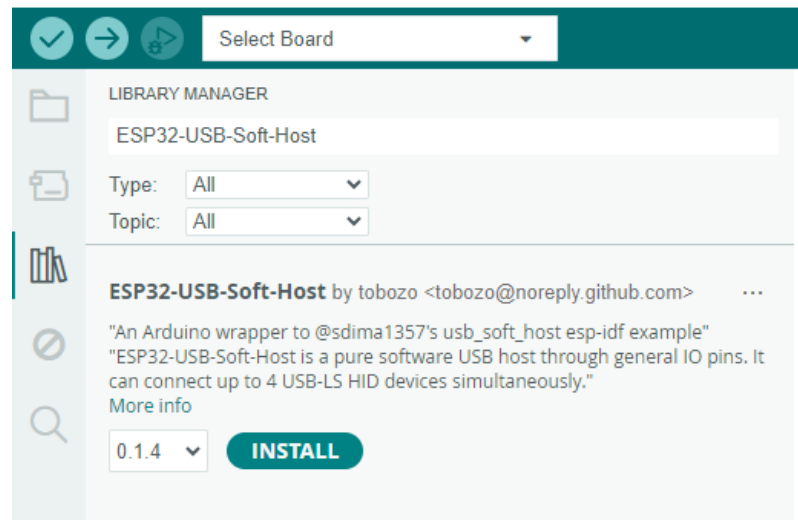 Select Board
LIBRARY MANAGER
ESP32-USB-Soft-Host
Type: All
Topic: All
ESP32-USB-Soft-Host by tobozo <tobozo@noreply.github.com> ...
"An Arduino wrapper to @sdima1357's usb_soft_host esp-idf example"
"ESP32-USB-Soft-Host is a pure software USB host through general IO pins. It
can connect up to 4 USB-LS HID devices simultaneously."
More info
0.1.4 INSTALL